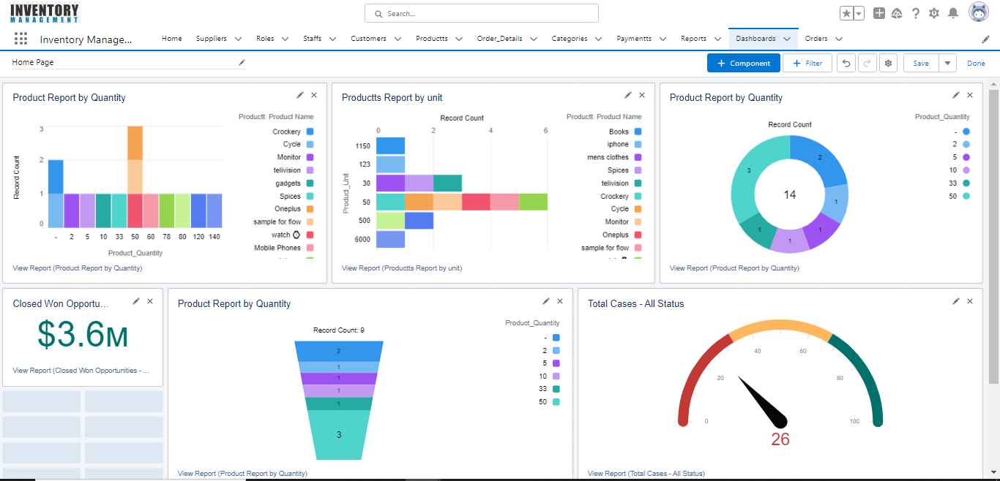 INVENTORY
MANAGEMENT
Search...
Inventory Manage...
Home
Suppliers
Roles
Staffs
Customers
Productts
Order_Details
Categories
Paymentts
Reports
Dashboards
Orders
Home Page
+ Component
+ Filter
Save
Done
Product Report by Quantity
Productt: Product Name
Record Count
3
2
1
0
- 2 5 10 33 50 60 78 80 120 140
Product_Quantity
Crockery
Cycle
Monitor
telivision
gadgets
Spices
Oneplus
sample for flow
watch
Mobile Phones
View Report (Product Report by Quantity)
Productts Report by unit
Record Count
0 2 4 6
Produd_Unit
1150
123
30
50
500
6000
Productt: Product Name
Books
iphone
mens clothes
Spices
telivision
Crockery
Cycle
Monitor
Oneplus
sample for flow
View Report (Productts Report by unit)
Product Report by Quantity
Record Count
2
1
1
1
1
3
14
Product_Quantity
-
2
5
10
33
50
View Report (Product Report by Quantity)
Closed Won Opportu...
$3.6M
View Report (Closed Won Opportunities - ...
Product Report by Quantity
Record Count: 9
2
1
1
1
1
3
Product_Quantity
-
2
5
10
33
50
View Report (Product Report by Quantity)
Total Cases - All Status
0
20
40
60
80
100
26
View Report (Total Cases - All Status)